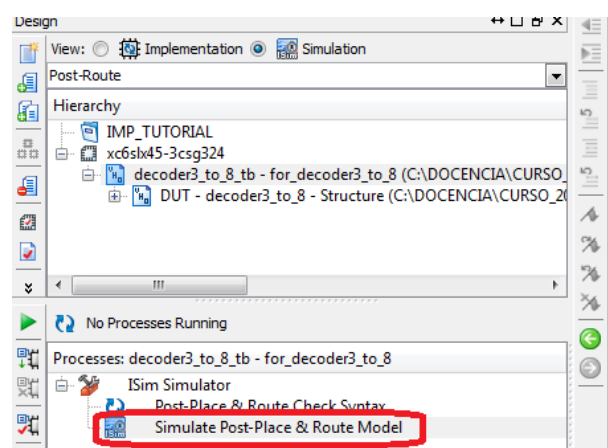 Design
View: Implementation Simulation
Post-Route
Hierarchy
IMP_TUTORIAL
xc6slx45-3csg324
decoder3_to_8_tb - for_decoder3_to_8 (C:\DOCENCIA\CURSO_
DUT - decoder3_to_8 - Structure (C:\DOCENCIA\CURSO_20
No Processes Running
Processes: decoder3_to_8_tb - for_decoder3_to_8
ISim Simulator
Post-Place & Route Check Syntax
Simulate Post-Place & Route Model